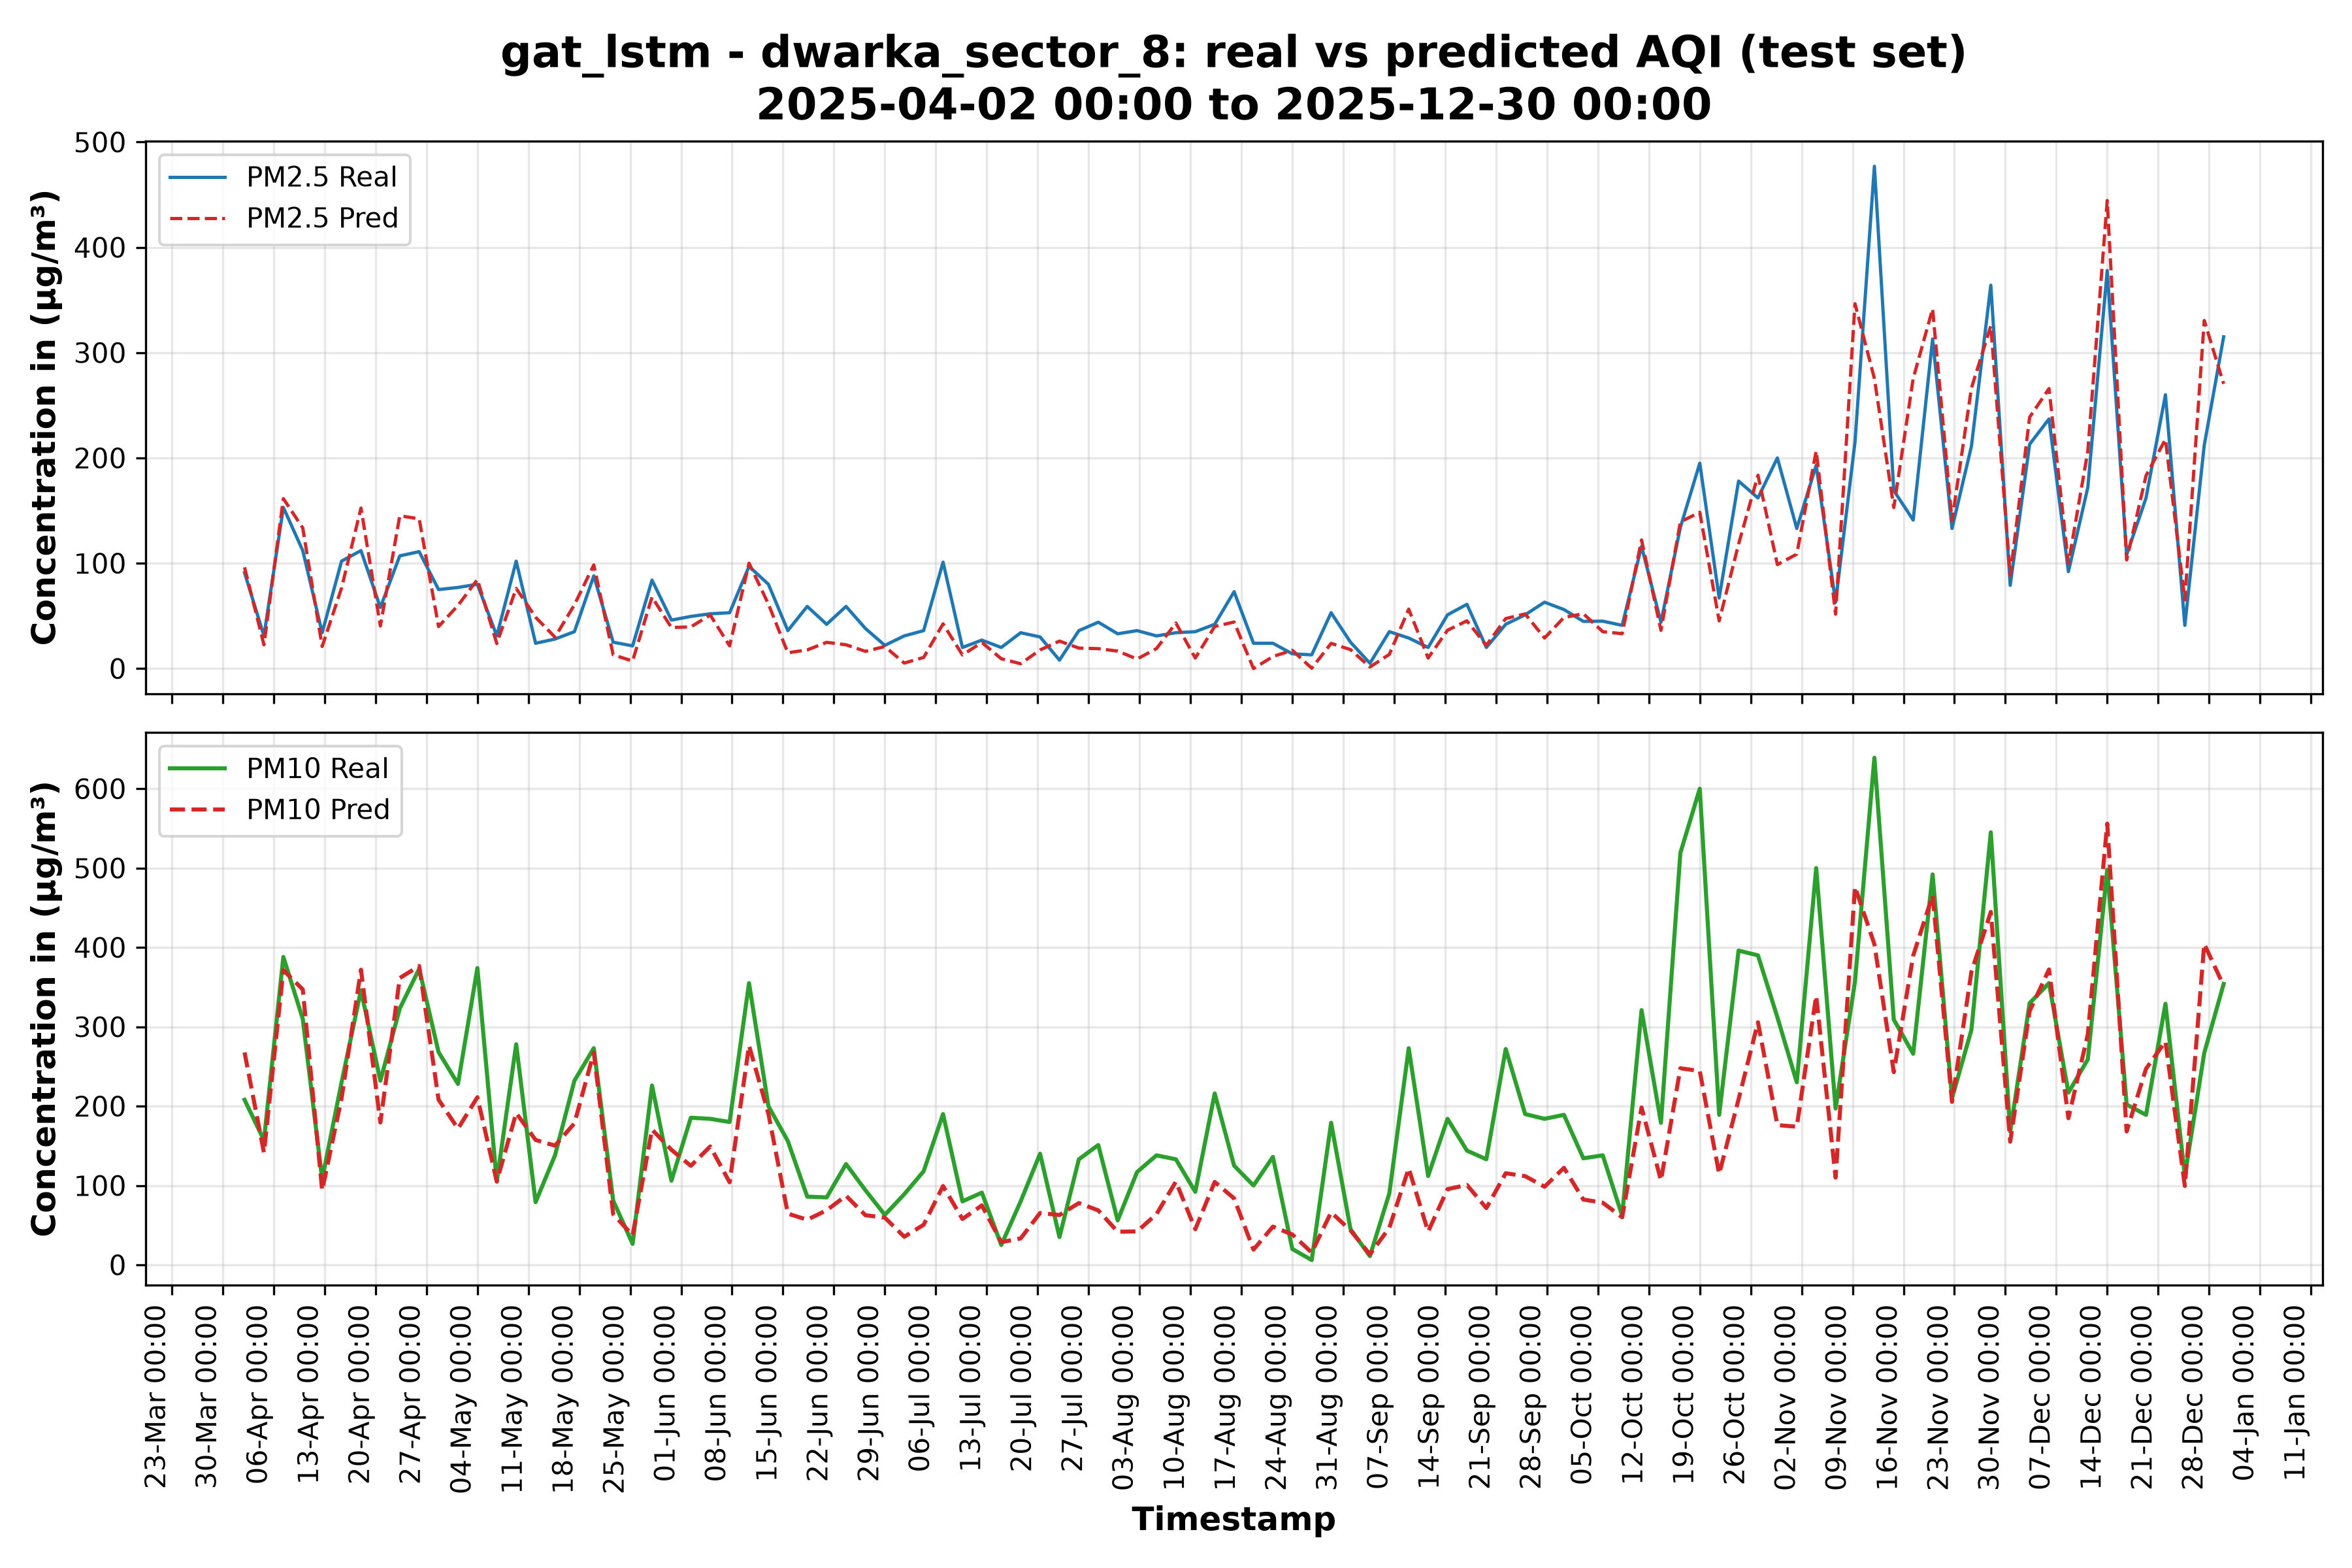 gat_lstm - dwarka_sector_8: real vs predicted AQI (test set)
2025-04-02 00:00 to 2025-12-30 00:00
Concentration in (µg/m³)
500
400
300
200
100
0
PM2.5 Real
PM2.5 Pred
Concentration in (µg/m³)
600
500
400
300
200
100
0
PM10 Real
PM10 Pred
23-Mar 00:00
30-Mar 00:00
06-Apr 00:00
13-Apr 00:00
20-Apr 00:00
27-Apr 00:00
04-May 00:00
11-May 00:00
18-May 00:00
25-May 00:00
01-Jun 00:00
08-Jun 00:00
15-Jun 00:00
22-Jun 00:00
29-Jun 00:00
06-Jul 00:00
13-Jul 00:00
20-Jul 00:00
27-Jul 00:00
03-Aug 00:00
10-Aug 00:00
17-Aug 00:00
24-Aug 00:00
31-Aug 00:00
07-Sep 00:00
14-Sep 00:00
21-Sep 00:00
28-Sep 00:00
05-Oct 00:00
12-Oct 00:00
19-Oct 00:00
26-Oct 00:00
02-Nov 00:00
09-Nov 00:00
16-Nov 00:00
23-Nov 00:00
30-Nov 00:00
07-Dec 00:00
14-Dec 00:00
21-Dec 00:00
28-Dec 00:00
04-Jan 00:00
11-Jan 00:00
Timestamp